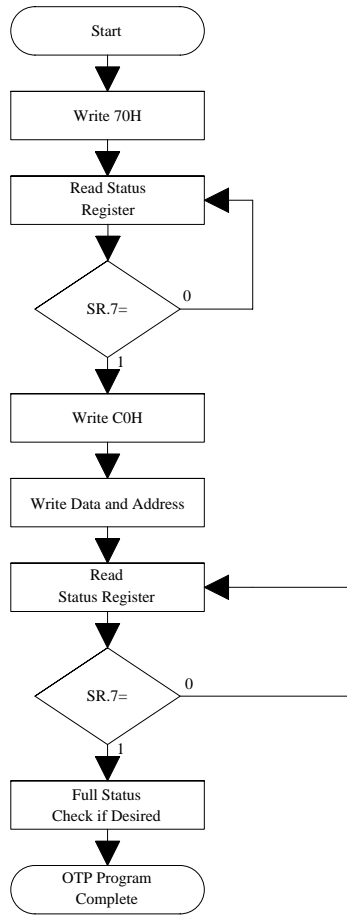 Start
Write 70H
Read Status
Register
0
SR.7=
1
Write C0H
Write Data and Address
Read
Status Register
0
SR.7=
1
Full Status
Check if Desired
OTP Program
Complete